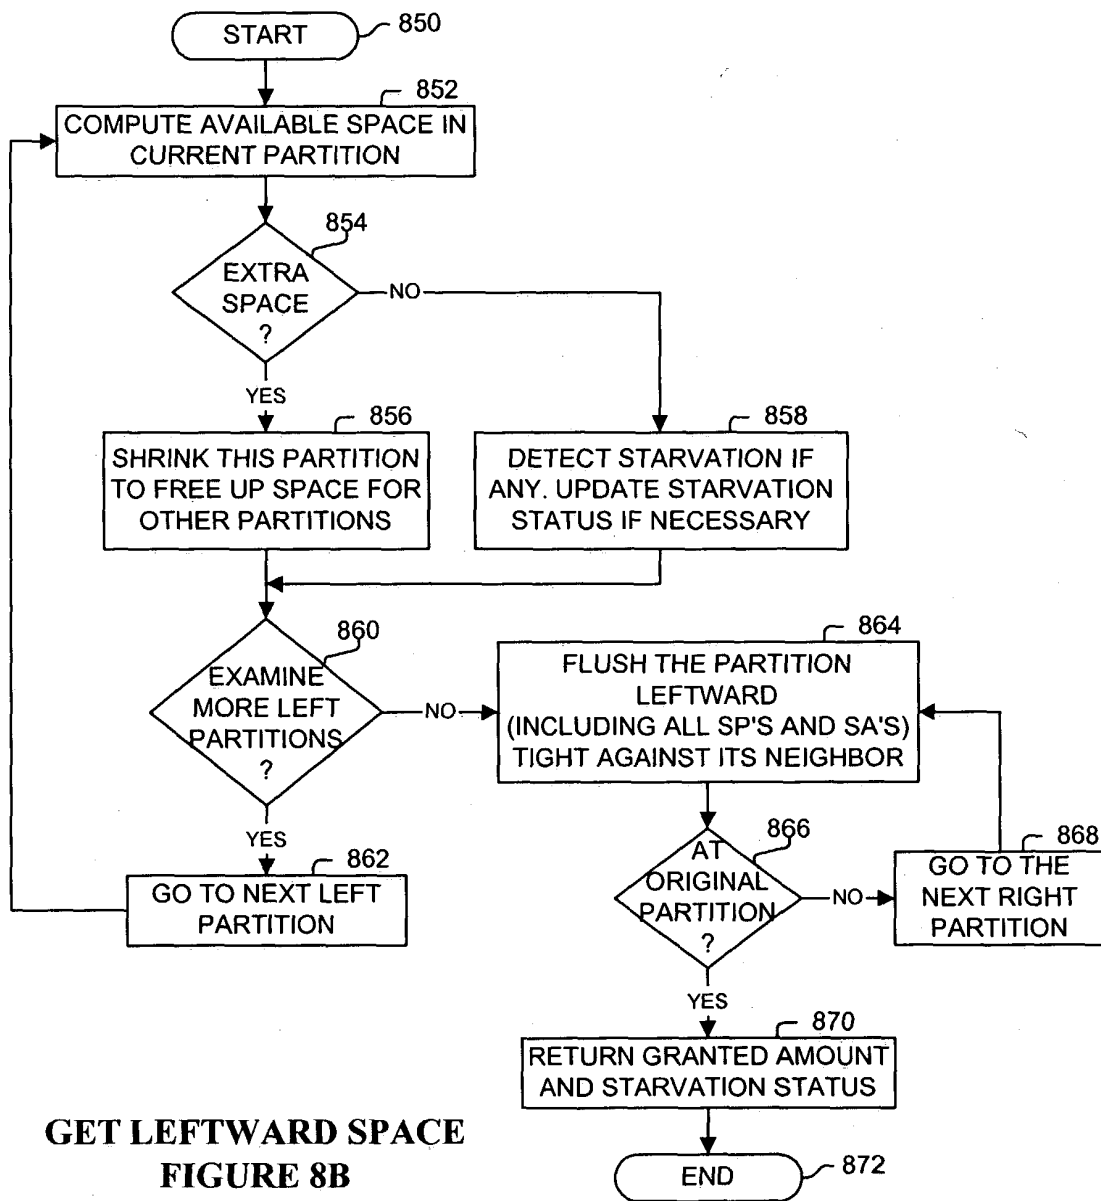 START
850
852
COMPUTE AVAILABLE SPACE IN
CURRENT PARTITION
854
EXTRA
SPACE
?
NO
YES
856
SHRINK THIS PARTITION
TO FREE UP SPACE FOR
OTHER PARTITIONS
858
DETECT STARVATION IF
ANY. UPDATE STARVATION
STATUS IF NECESSARY
860
EXAMINE
MORE LEFT
PARTITIONS
?
NO
YES
862
GO TO NEXT LEFT
PARTITION
864
FLUSH THE PARTITION
LEFTWARD
(INCLUDING ALL SP'S AND SA'S)
TIGHT AGAINST ITS NEIGHBOR
866
AT
ORIGINAL
PARTITION
?
NO
868
GO TO THE
NEXT RIGHT
PARTITION
YES
870
RETURN GRANTED AMOUNT
AND STARVATION STATUS
END
872
GET LEFTWARD SPACE
FIGURE 8B